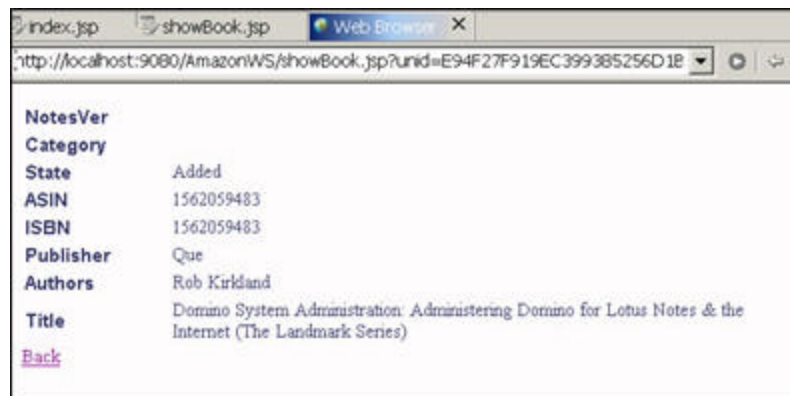 index.jsp showBook.jsp Web Browser
http://localhost:9080/AmazonWS/showBook.jsp?unid=E94F27F919EC399385256D1B
NotesVer
Category
State Added
ASIN 1562059483
ISBN 1562059483
Publisher Que
Authors Rob Kirkland
Title Domino System Administration: Administering Domino for Lotus Notes & the
Internet (The Landmark Series)
Back